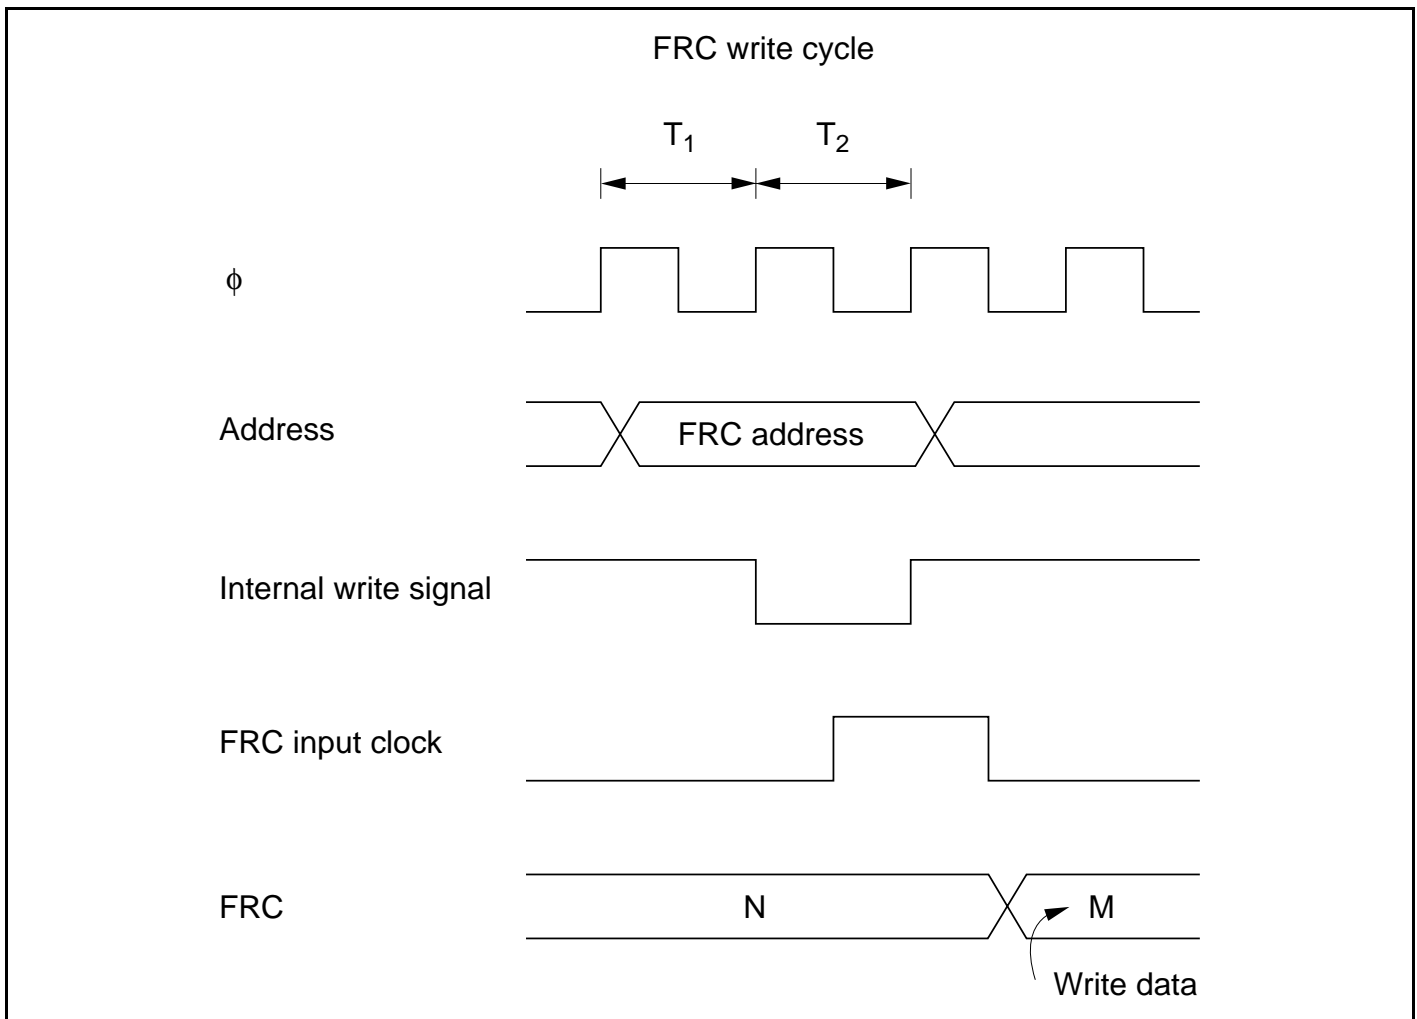 FRC write cycle
T1 T2
ϕ
Address
FRC address
Internal write signal
FRC input clock
FRC
N
M
Write data